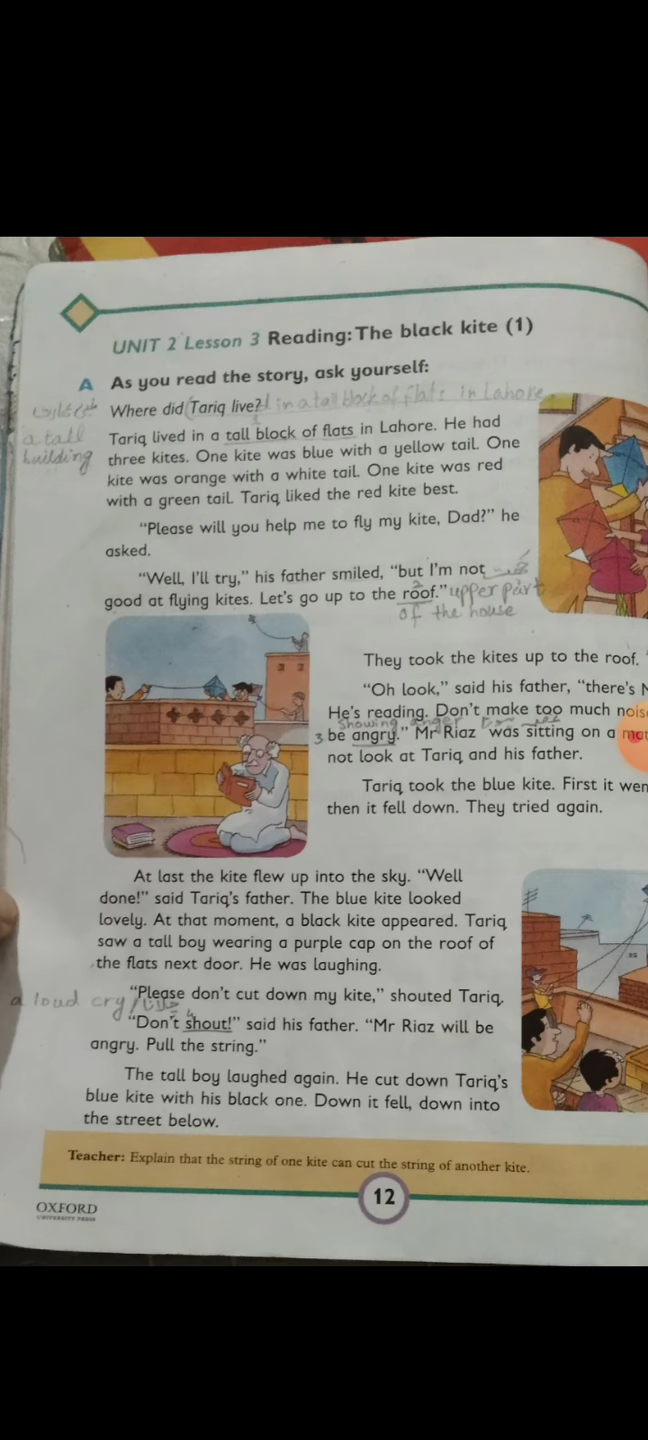 UNIT 2 Lesson 3 Reading: The black kite (1)
A As you read the story, ask yourself:
Where did Tariq live? in a tall block of flats in Lahore
a tall
building
Tariq lived in a tall block of flats in Lahore. He had
three kites. One kite was blue with a yellow tail. One
kite was orange with a white tail. One kite was red
with a green tail. Tariq liked the red kite best.
"Please will you help me to fly my kite, Dad?" he
asked.
"Well, I'll try," his father smiled, "but I'm not
good at flying kites. Let's go up to the roof." upper part
2
of the house
They took the kites up to the roof.
"Oh look," said his father, "there's M
He's reading. Don't make too much nois
showing anger
3 be angry." Mr Riaz was sitting on a mat
not look at Tariq and his father.
Tariq took the blue kite. First it wen
then it fell down. They tried again.
At last the kite flew up into the sky. "Well
done!" said Tariq's father. The blue kite looked
lovely. At that moment, a black kite appeared. Tariq
saw a tall boy wearing a purple cap on the roof of
the flats next door. He was laughing.
a loud cry/چلانا
"Please don't cut down my kite," shouted Tariq.
4
"Don't shout!" said his father. "Mr Riaz will be
angry. Pull the string."
The tall boy laughed again. He cut down Tariq's
blue kite with his black one. Down it fell, down into
the street below.
Teacher: Explain that the string of one kite can cut the string of another kite.
OXFORD
UNIVERSITY PRESS
12